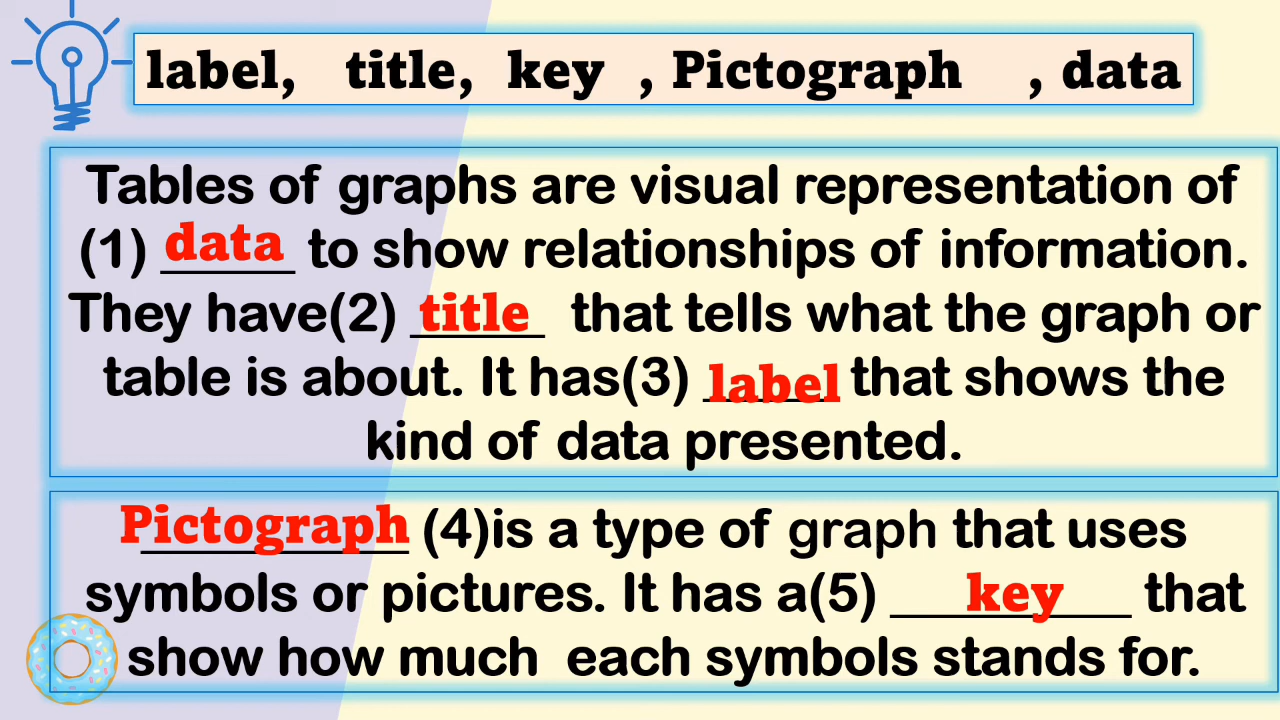 label, title, key , Pictograph , data
Tables of graphs are visual representation of
(1) data to show relationships of information.
They have(2) title that tells what the graph or
table is about. It has(3) label that shows the
kind of data presented.
Pictograph (4)is a type of graph that uses
symbols or pictures. It has a(5) key that
show how much each symbols stands for.